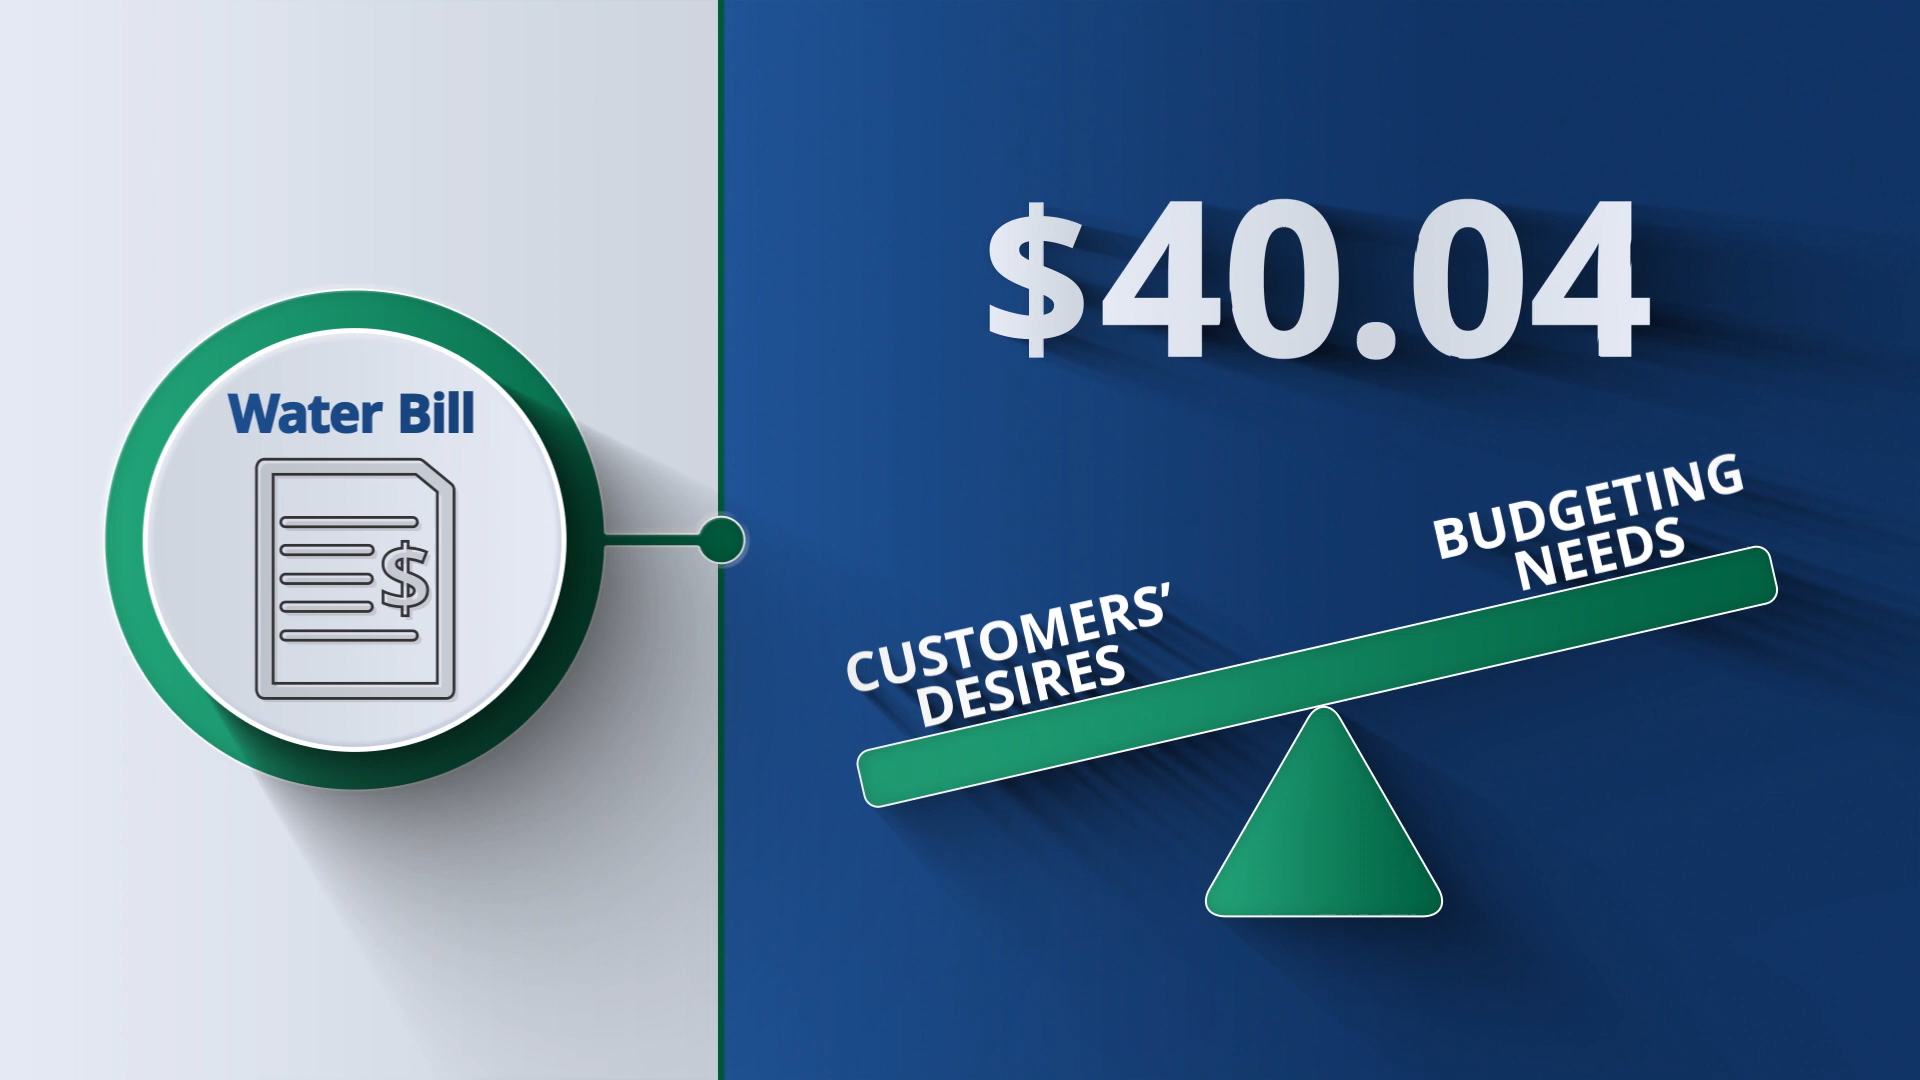 Water Bill
$
$40.04
CUSTOMERS’
DESIRES
BUDGETING
NEEDS